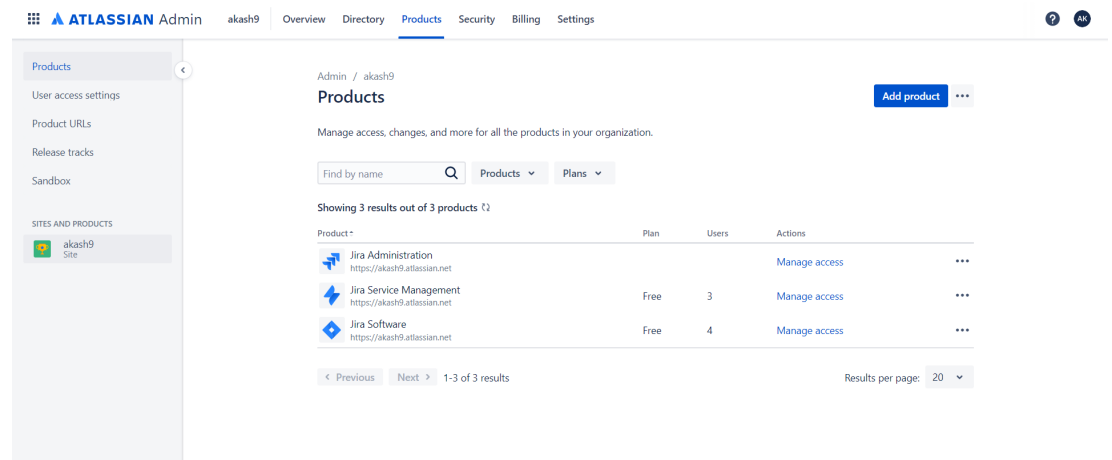 ATLASSIAN Admin akash9 Overview Directory Products Security Billing Settings ? AK
Products
User access settings
Product URLs
Release tracks
Sandbox
SITES AND PRODUCTS
akash9
Site
Admin / akash9
Products
Add product
Manage access, changes, and more for all the products in your organization.
Find by name Products Plans
Showing 3 results out of 3 products
Product Plan Users Actions
Jira Administration
https://akash9.atlassian.net
Manage access
Jira Service Management
https://akash9.atlassian.net
Free 3 Manage access
Jira Software
https://akash9.atlassian.net
Free 4 Manage access
Previous Next 1-3 of 3 results Results per page: 20